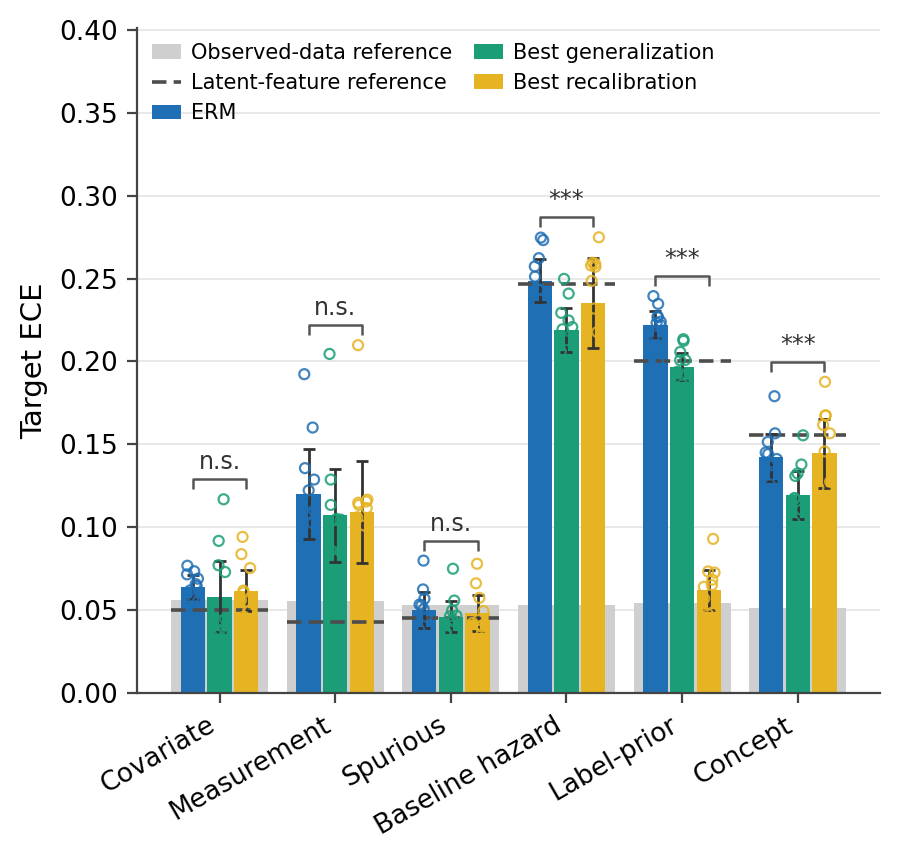 0.40
0.35
0.30
0.25
0.20
0.15
0.10
0.05
0.00
Target ECE
Observed-data reference
Latent-feature reference
ERM
Best generalization
Best recalibration
n.s.
n.s.
n.s.
***
***
***
Covariate
Measurement
Spurious
Baseline hazard
Label-prior
Concept